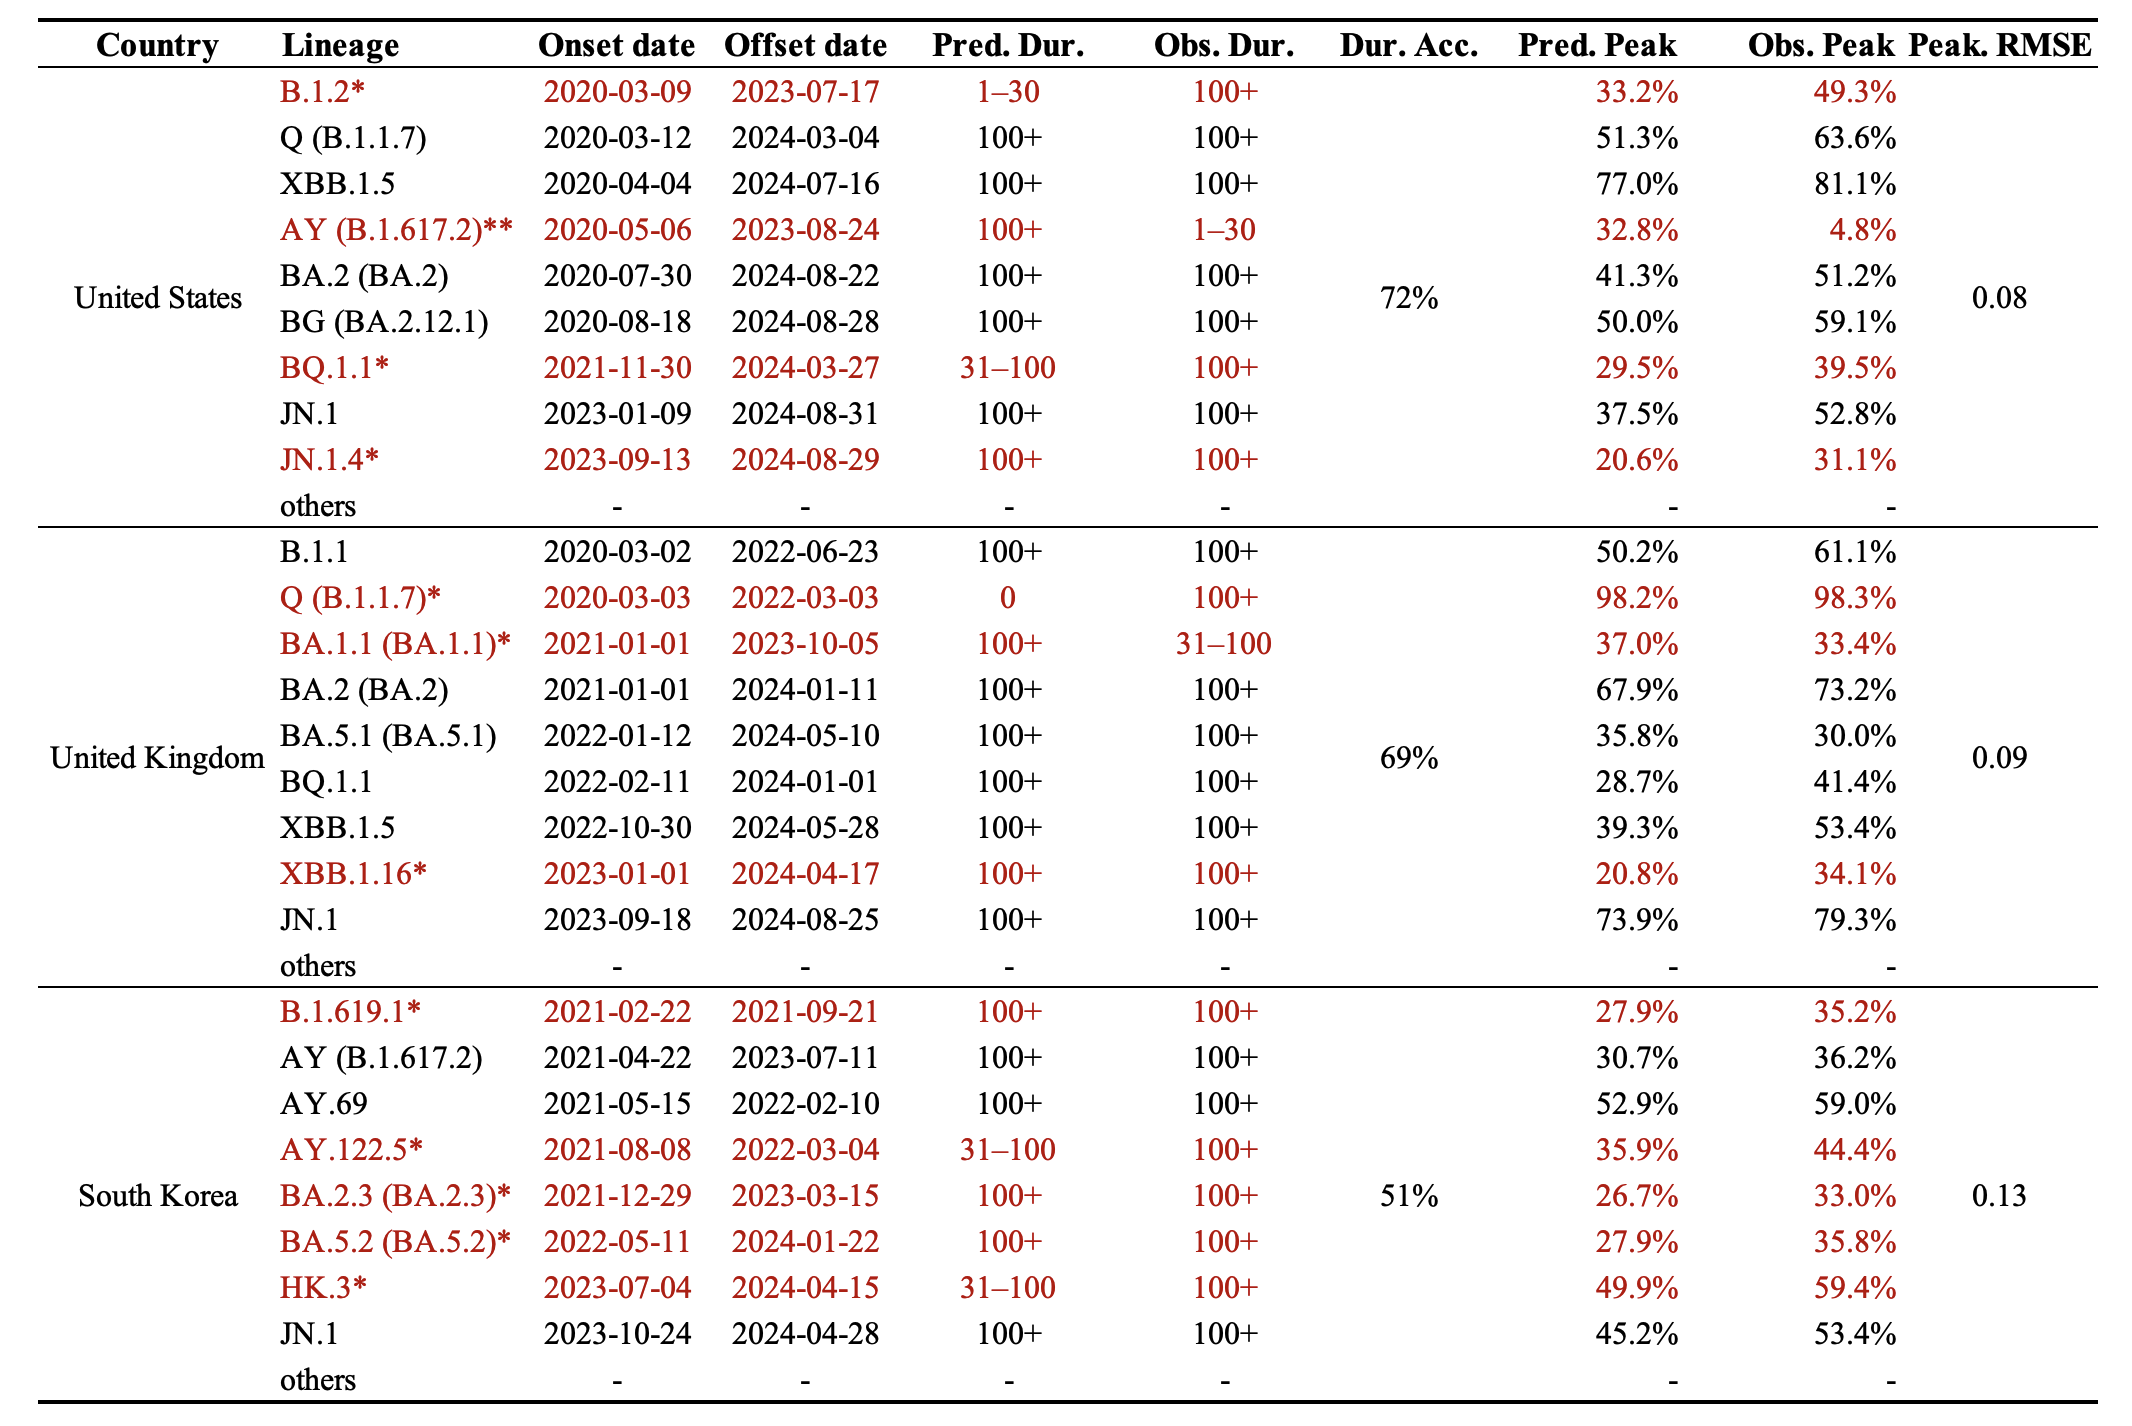 Country Lineage Onset date Offset date Pred. Dur. Obs. Dur. Dur. Acc. Pred. Peak Obs. Peak Peak. RMSE
B.1.2* 2020-03-09 2023-07-17 1–30 100+ 33.2% 49.3%
Q (B.1.1.7) 2020-03-12 2024-03-04 100+ 100+ 51.3% 63.6%
XBB.1.5 2020-04-04 2024-07-16 100+ 100+ 77.0% 81.1%
AY (B.1.617.2)** 2020-05-06 2023-08-24 100+ 1–30 32.8% 4.8%
BA.2 (BA.2) 2020-07-30 2024-08-22 100+ 100+ 41.3% 51.2%
United States 72% 0.08
BG (BA.2.12.1) 2020-08-18 2024-08-28 100+ 100+ 50.0% 59.1%
BQ.1.1* 2021-11-30 2024-03-27 31–100 100+ 29.5% 39.5%
JN.1 2023-01-09 2024-08-31 100+ 100+ 37.5% 52.8%
JN.1.4* 2023-09-13 2024-08-29 100+ 100+ 20.6% 31.1%
others - - - - - -
B.1.1 2020-03-02 2022-06-23 100+ 100+ 50.2% 61.1%
Q (B.1.1.7)* 2020-03-03 2022-03-03 0 100+ 98.2% 98.3%
BA.1.1 (BA.1.1)* 2021-01-01 2023-10-05 100+ 31–100 37.0% 33.4%
BA.2 (BA.2) 2021-01-01 2024-01-11 100+ 100+ 67.9% 73.2%
BA.5.1 (BA.5.1) 2022-01-12 2024-05-10 100+ 100+ 35.8% 30.0%
United Kingdom 69% 0.09
BQ.1.1 2022-02-11 2024-01-01 100+ 100+ 28.7% 41.4%
XBB.1.5 2022-10-30 2024-05-28 100+ 100+ 39.3% 53.4%
XBB.1.16* 2023-01-01 2024-04-17 100+ 100+ 20.8% 34.1%
JN.1 2023-09-18 2024-08-25 100+ 100+ 73.9% 79.3%
others - - - - - -
B.1.619.1* 2021-02-22 2021-09-21 100+ 100+ 27.9% 35.2%
AY (B.1.617.2) 2021-04-22 2023-07-11 100+ 100+ 30.7% 36.2%
AY.69 2021-05-15 2022-02-10 100+ 100+ 52.9% 59.0%
AY.122.5* 2021-08-08 2022-03-04 31–100 100+ 35.9% 44.4%
South Korea BA.2.3 (BA.2.3)* 2021-12-29 2023-03-15 100+ 100+ 51% 26.7% 33.0% 0.13
BA.5.2 (BA.5.2)* 2022-05-11 2024-01-22 100+ 100+ 27.9% 35.8%
HK.3* 2023-07-04 2024-04-15 31–100 100+ 49.9% 59.4%
JN.1 2023-10-24 2024-04-28 100+ 100+ 45.2% 53.4%
others - - - - - -